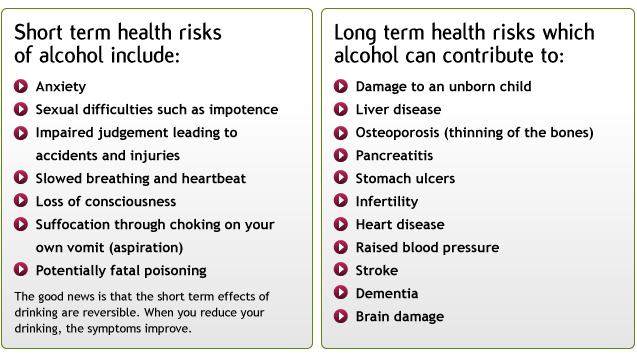 Short term health risks
of alcohol include:
Anxiety
Sexual difficulties such as impotence
Impaired judgement leading to
accidents and injuries
Slowed breathing and heartbeat
Loss of consciousness
Suffocation through choking on your
own vomit (aspiration)
Potentially fatal poisoning
The good news is that the short term effects of
drinking are reversible. When you reduce your
drinking, the symptoms improve.
Long term health risks which
alcohol can contribute to:
Damage to an unborn child
Liver disease
Osteoporosis (thinning of the bones)
Pancreatitis
Stomach ulcers
Infertility
Heart disease
Raised blood pressure
Stroke
Dementia
Brain damage